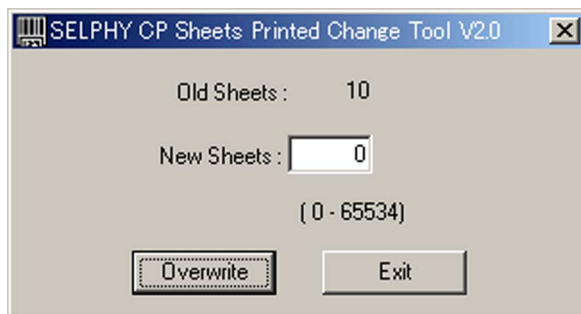 SELPHY CP Sheets Printed Change Tool V2.0
Old Sheets : 10
New Sheets : 0
( 0 - 65534)
Overwrite Exit